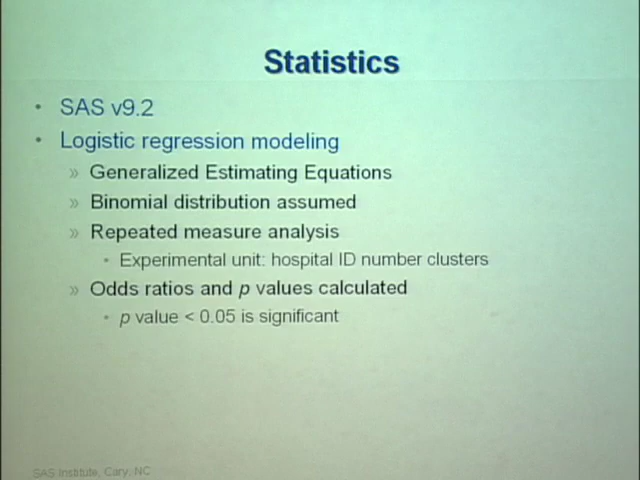 Statistics
• SAS v9.2
• Logistic regression modeling
» Generalized Estimating Equations
» Binomial distribution assumed
» Repeated measure analysis
• Experimental unit: hospital ID number clusters
» Odds ratios and p values calculated
• p value < 0.05 is significant
SAS Institute, Cary, NC